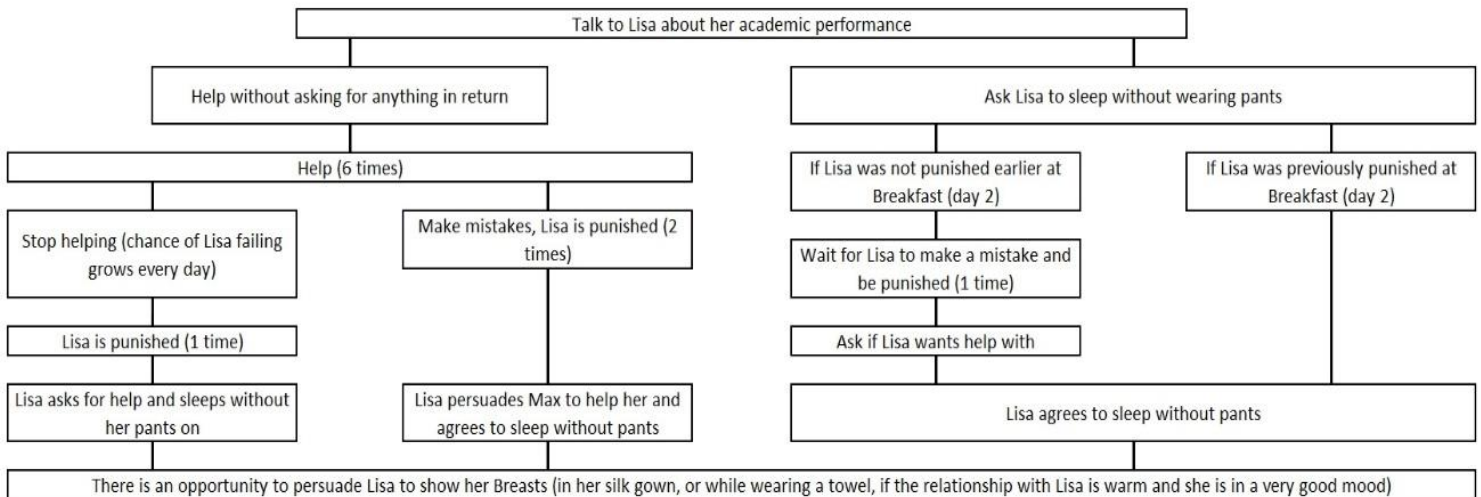 Talk to Lisa about her academic performance
Help without asking for anything in return
Ask Lisa to sleep without wearing pants
Help (6 times)
If Lisa was not punished earlier at
Breakfast (day 2)
If Lisa was previously punished at
Breakfast (day 2)
Stop helping (chance of Lisa failing
grows every day)
Make mistakes, Lisa is punished (2
times)
Wait for Lisa to make a mistake and
be punished (1 time)
Lisa is punished (1 time)
Ask if Lisa wants help with
Lisa asks for help and sleeps without
her pants on
Lisa persuades Max to help her and
agrees to sleep without pants
Lisa agrees to sleep without pants
There is an opportunity to persuade Lisa to show her Breasts (in her silk gown, or while wearing a towel, if the relationship with Lisa is warm and she is in a very good mood)